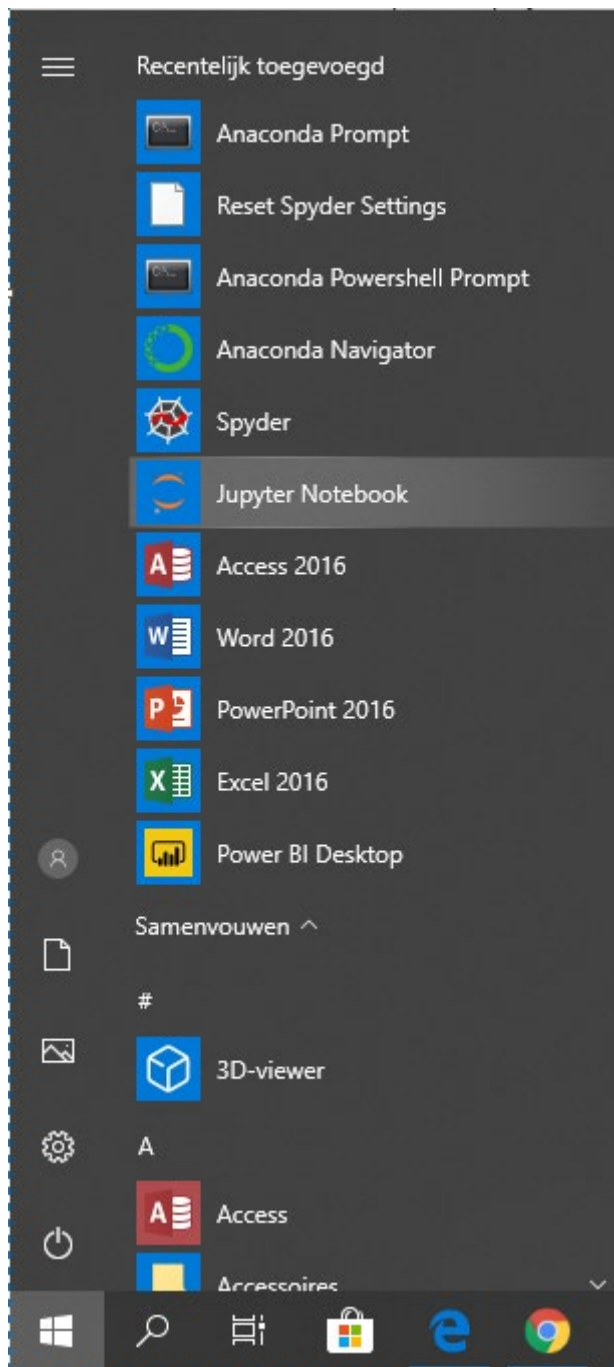 Recentelijk toegevoegd
Anaconda Prompt
Reset Spyder Settings
Anaconda Powershell Prompt
Anaconda Navigator
Spyder
Jupyter Notebook
Access 2016
Word 2016
PowerPoint 2016
Excel 2016
Power BI Desktop
Samenvouwen
#
3D-viewer
A
Access
Accessoires